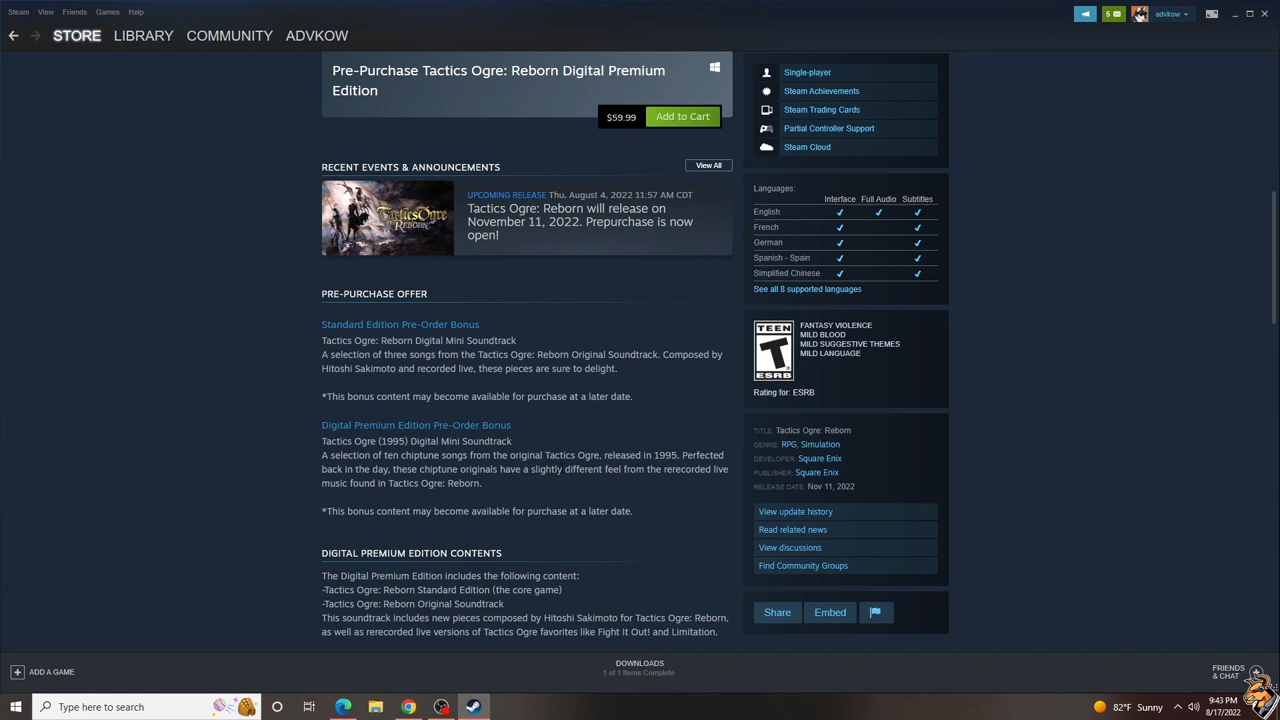 Steam View Friends Games Help
5 advkow
STORE LIBRARY COMMUNITY ADVKOW
Pre-Purchase Tactics Ogre: Reborn Digital Premium
Edition
$59.99 Add to Cart
RECENT EVENTS & ANNOUNCEMENTS View All
TacticsOgre
REBORN
UPCOMING RELEASE Thu, August 4, 2022 11:57 AM CDT
Tactics Ogre: Reborn will release on
November 11, 2022. Prepurchase is now
open!
PRE-PURCHASE OFFER
Standard Edition Pre-Order Bonus
Tactics Ogre: Reborn Digital Mini Soundtrack
A selection of three songs from the Tactics Ogre: Reborn Original Soundtrack. Composed by
Hitoshi Sakimoto and recorded live, these pieces are sure to delight.
*This bonus content may become available for purchase at a later date.
Digital Premium Edition Pre-Order Bonus
Tactics Ogre (1995) Digital Mini Soundtrack
A selection of ten chiptune songs from the original Tactics Ogre, released in 1995. Perfected
back in the day, these chiptune originals have a slightly different feel from the rerecorded live
music found in Tactics Ogre: Reborn.
*This bonus content may become available for purchase at a later date.
DIGITAL PREMIUM EDITION CONTENTS
The Digital Premium Edition includes the following content:
-Tactics Ogre: Reborn Standard Edition (the core game)
-Tactics Ogre: Reborn Original Soundtrack
This soundtrack includes new pieces composed by Hitoshi Sakimoto for Tactics Ogre: Reborn,
as well as rerecorded live versions of Tactics Ogre favorites like Fight It Out! and Limitation.
Single-player
Steam Achievements
Steam Trading Cards
Partial Controller Support
Steam Cloud
Languages:
Interface Full Audio Subtitles
English ✓ ✓ ✓
French ✓ ✓
German ✓ ✓
Spanish - Spain ✓ ✓
Simplified Chinese ✓ ✓
See all 8 supported languages
TEEN
T
ESRB
FANTASY VIOLENCE
MILD BLOOD
MILD SUGGESTIVE THEMES
MILD LANGUAGE
Rating for: ESRB
TITLE: Tactics Ogre: Reborn
GENRE: RPG, Simulation
DEVELOPER: Square Enix
PUBLISHER: Square Enix
RELEASE DATE: Nov 11, 2022
View update history
Read related news
View discussions
Find Community Groups
Share Embed
ADD A GAME
DOWNLOADS
1 of 1 Items Complete
FRIENDS
& CHAT
Type here to search
82°F Sunny
9:43 PM
8/17/2022